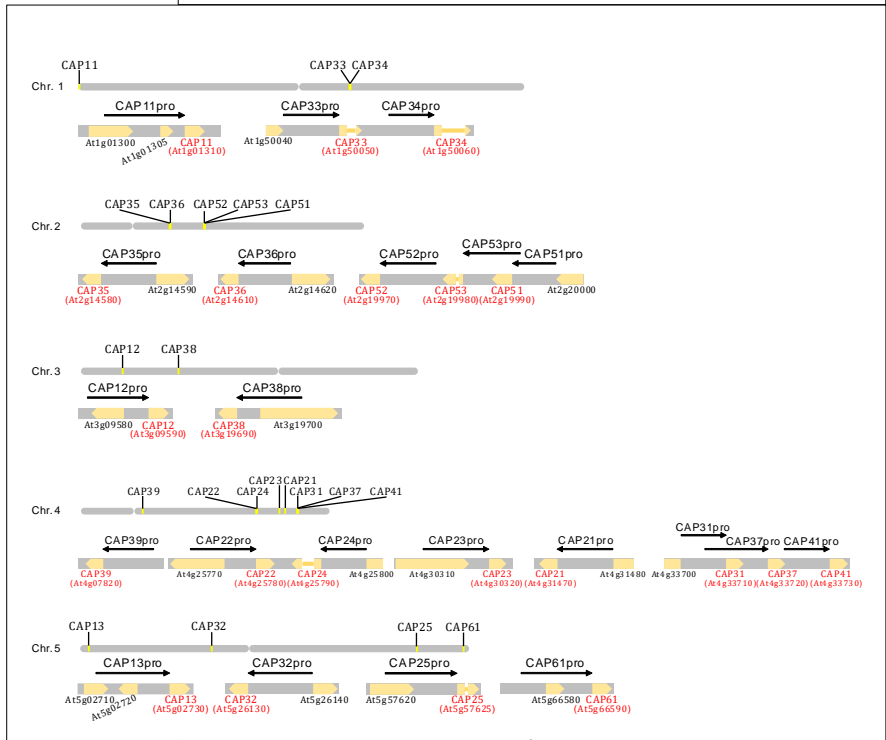 CAP11 CAP33 CAP34
Chr. 1
CAP11pro CAP33pro CAP34pro
At1g01300 At1g01305 CAP11 At1g50040 CAP33 CAP34
(At1g01310) (At1g50050) (At1g50060)
CAP35 CAP36 CAP52 CAP53 CAP51
Chr.2
CAP53pro
CAP35pro CAP36pro CAP52pro CAP51pro
CAP35 At2g14590 CAP36 At2g14620 CAP52 CAP53 CAP51 At2g20000
(At2g14580) (At2g14610) (At2g19970) (At2g19980) (At2g19990)
CAP12 CAP38
Chr.3
CAP12pro CAP38pro
At3g09580 CAP12 CAP38 At3g19700
(At3g09590) (At3g19690)
CAP23 CAP21
CAP39 CAP22 CAP24 CAP31 CAP37 CAP41
Chr.4
CAP31pro
CAP39pro CAP22pro CAP24pro CAP23pro CAP21pro CAP37pro CAP41pro
CAP39 At4g25770 CAP22 CAP24 At4g25800 At4g30310 CAP23 CAP21 At4g31480 At4g33700 CAP31 CAP37 CAP41
(At4g07820) (At4g25780) (At4g25790) (At4g30320) (At4g31470) (At4g33710) (At4g33720) (At4g33730)
CAP13 CAP32 CAP25 CAP61
Chr.5
CAP13pro CAP32pro CAP25pro CAP61pro
At5g02710 At5g02720 CAP13 CAP32 At5g26140 At5g57620 CAP25 At5g66580 CAP61
(At5g02730) (At5g26130) (At5g57625) (At5g66590)